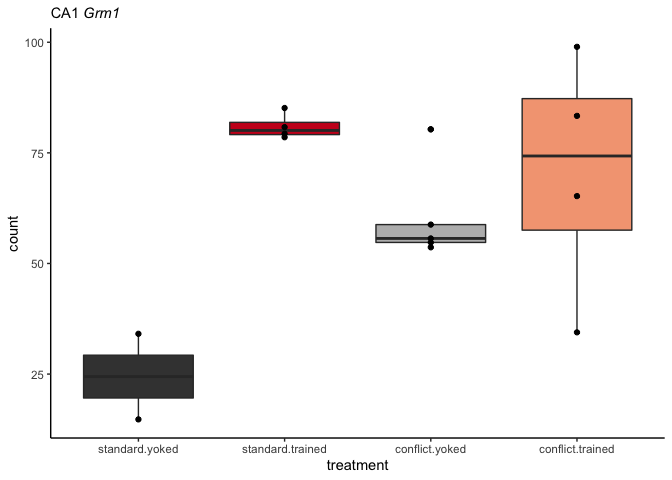 CA1 Grm1
100
75
50
25
count
standard.yoked
standard.trained
conflict.yoked
conflict.trained
treatment